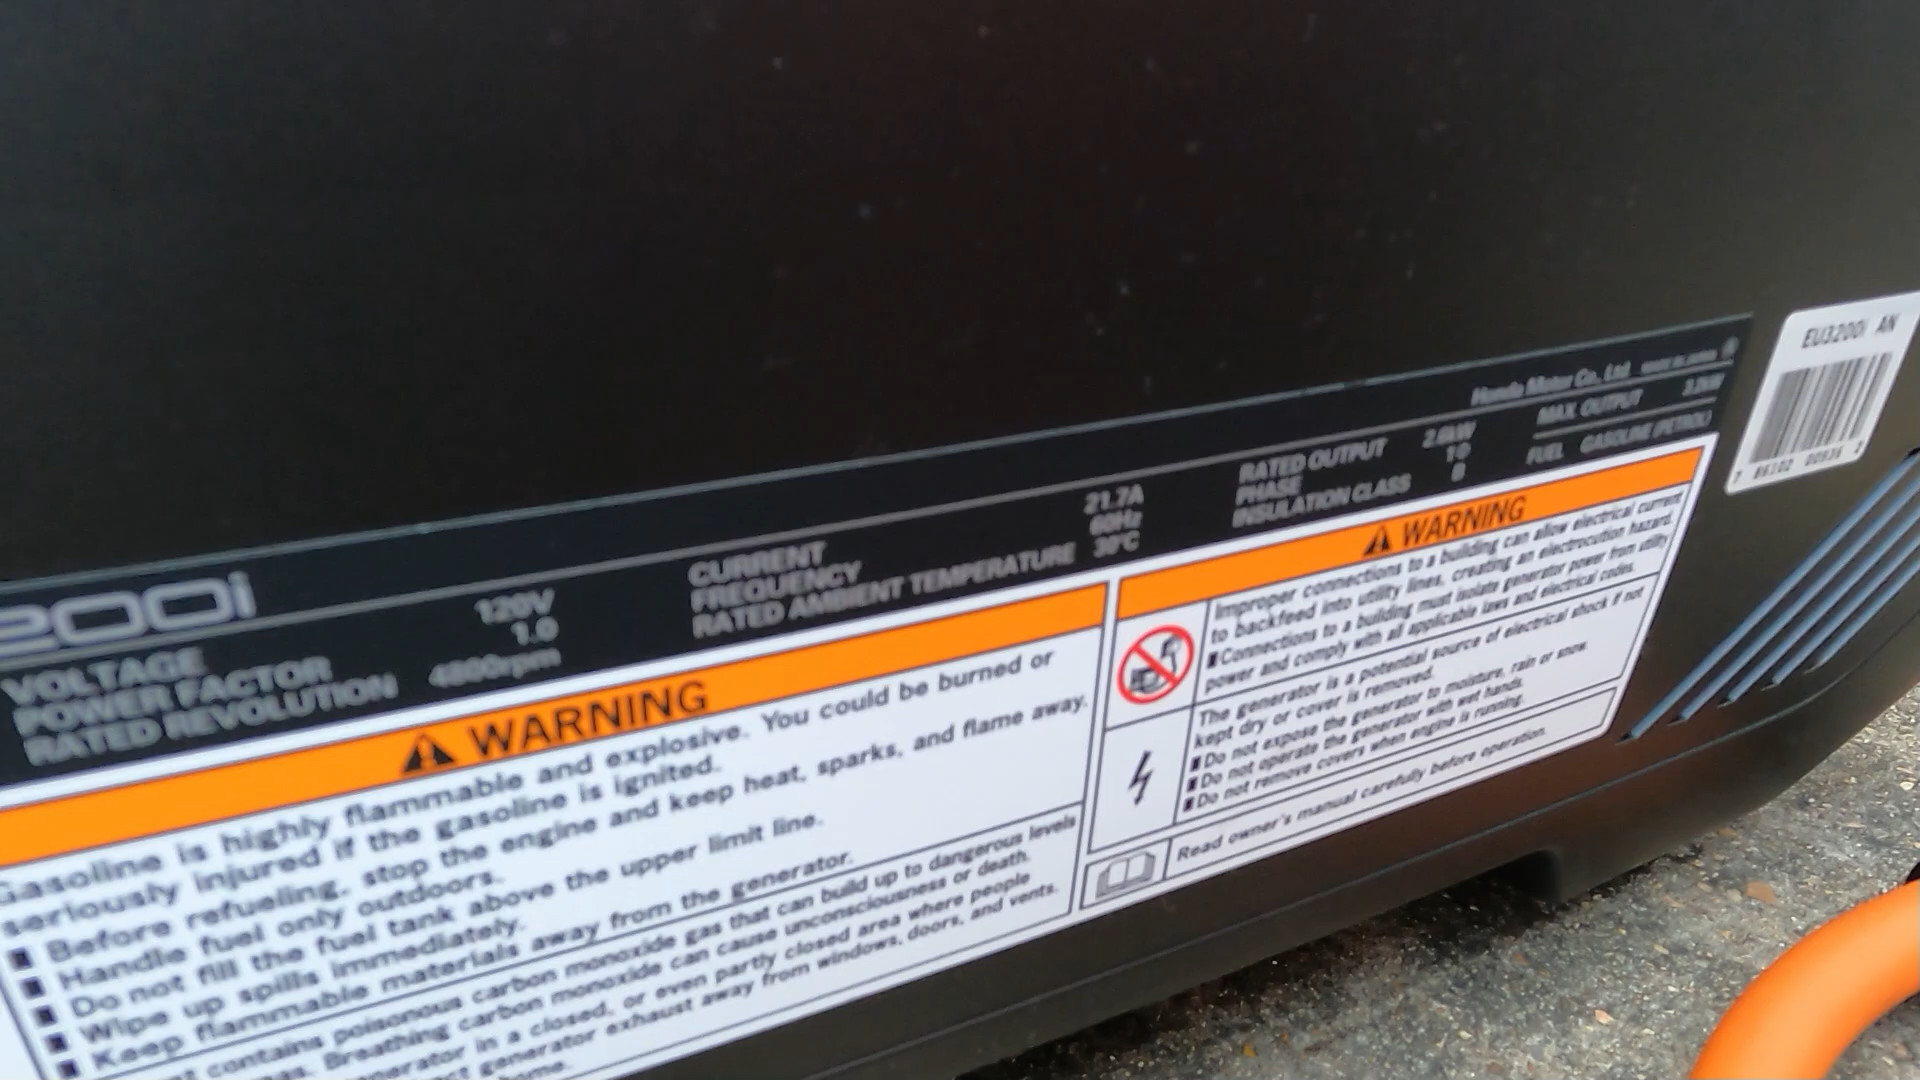 200i
Honda Motor Co., Ltd. MADE IN JAPAN
VOLTAGE 120V
POWER FACTOR 1.0
RATED REVOLUTION 4800rpm
CURRENT 21.7A
FREQUENCY 60Hz
RATED AMBIENT TEMPERATURE 30°C
RATED OUTPUT 2.6kW
PHASE 1Φ
INSULATION CLASS B
MAX. OUTPUT 3.2kW
FUEL GASOLINE (PETROL)
EU3200i AN
7 86102 00936 2
WARNING
Gasoline is highly flammable and explosive. You could be burned or
seriously injured if the gasoline is ignited.
■ Before refueling, stop the engine and keep heat, sparks, and flame away.
■ Handle fuel only outdoors.
■ Do not fill the fuel tank above the upper limit line.
■ Wipe up spills immediately.
■ Keep flammable materials away from the generator.
contains poisonous carbon monoxide gas that can build up to dangerous levels
Breathing carbon monoxide can cause unconsciousness or death.
in a closed, or even partly closed area where people
generator exhaust away from windows, doors, and vents.
home.
WARNING
Improper connections to a building can allow electrical current
to backfeed into utility lines, creating an electrocution hazard.
■ Connections to a building must isolate generator power from utility
power and comply with all applicable laws and electrical codes.
The generator is a potential source of electrical shock if not
kept dry or cover is removed.
■ Do not expose the generator to moisture, rain or snow.
■ Do not operate the generator with wet hands.
■ Do not remove covers when engine is running.
Read owner's manual carefully before operation.